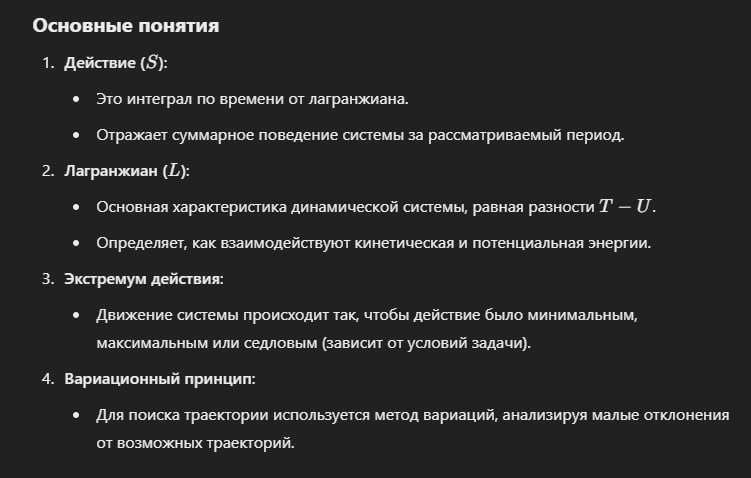 Основные понятия
1. Действие (S):
• Это интеграл по времени от лагранжиана.
• Отражает суммарное поведение системы за рассматриваемый период.
2. Лагранжиан (L):
• Основная характеристика динамической системы, равная разности T − U.
• Определяет, как взаимодействуют кинетическая и потенциальная энергии.
3. Экстремум действия:
• Движение системы происходит так, чтобы действие было минимальным,
максимальным или седловым (зависит от условий задачи).
4. Вариационный принцип:
• Для поиска траектории используется метод вариаций, анализируя малые отклонения
от возможных траекторий.